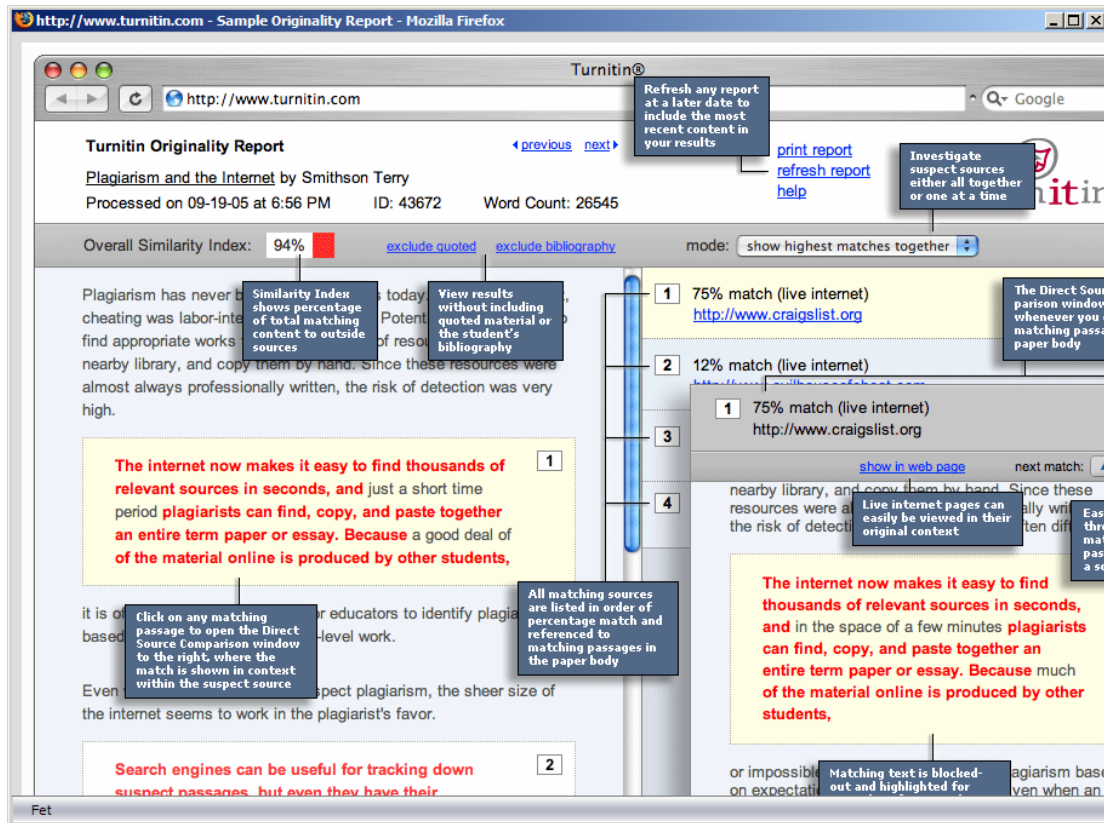 http://www.turnitin.com - Sample Originality Report - Mozilla Firefox
Turnitin®
http://www.turnitin.com
Google
Refresh any report
at a later date to
include the most
recent content in
your results
Turnitin Originality Report
previous next
print report
refresh report
help
Investigate
suspect sources
either all together
or one at a time
Plagiarism and the Internet by Smithson Terry
Processed on 09-19-05 at 6:56 PM ID: 43672 Word Count: 26545
Overall Similarity Index: 94% exclude quoted exclude bibliography mode: show highest matches together
Similarity Index
shows percentage
of total matching
content to outside
sources
View results
without including
quoted material or
the student's
bibliography
Plagiarism has never today.
cheating was labor-
find appropriate works of
nearby library, and copy them by hand. Since these resources were
almost always professionally written, the risk of detection was very
high.
1
The internet now makes it easy to find thousands of
relevant sources in seconds, and just a short time
period plagiarists can find, copy, and paste together
an entire term paper or essay. Because a good deal of
of the material online is produced by other students,
it is or educators to identify
based -level work.
Click on any matching
passage to open the Direct
Source Comparison window
to the right, where the
match is shown in context
within the suspect source
Even plagiarism, the sheer size of
the internet seems to work in the plagiarist's favor.
2
Search engines can be useful for tracking down
suspect passages, but even they have their
All matching sources
are listed in order of
percentage match and
referenced to
matching passages in
the paper body
1 75% match (live internet)
http://www.craigslist.org
2 12% match (live internet)
3
4
The Direct
parison window
whenever you
matching
paper body
1 75% match (live internet)
http://www.craigslist.org
show in web page next match:
nearby library, and copy them by hand. Since these
resources were
the risk of
Live internet pages can
easily be viewed in their
original context
The internet now makes it easy to find
thousands of relevant sources in seconds,
and in the space of a few minutes plagiarists
can find, copy, and paste together an
entire term paper or essay. Because much
of the material online is produced by other
students,
or impossible
on
even when an
Matching text is blocked-
out and highlighted for
Fet